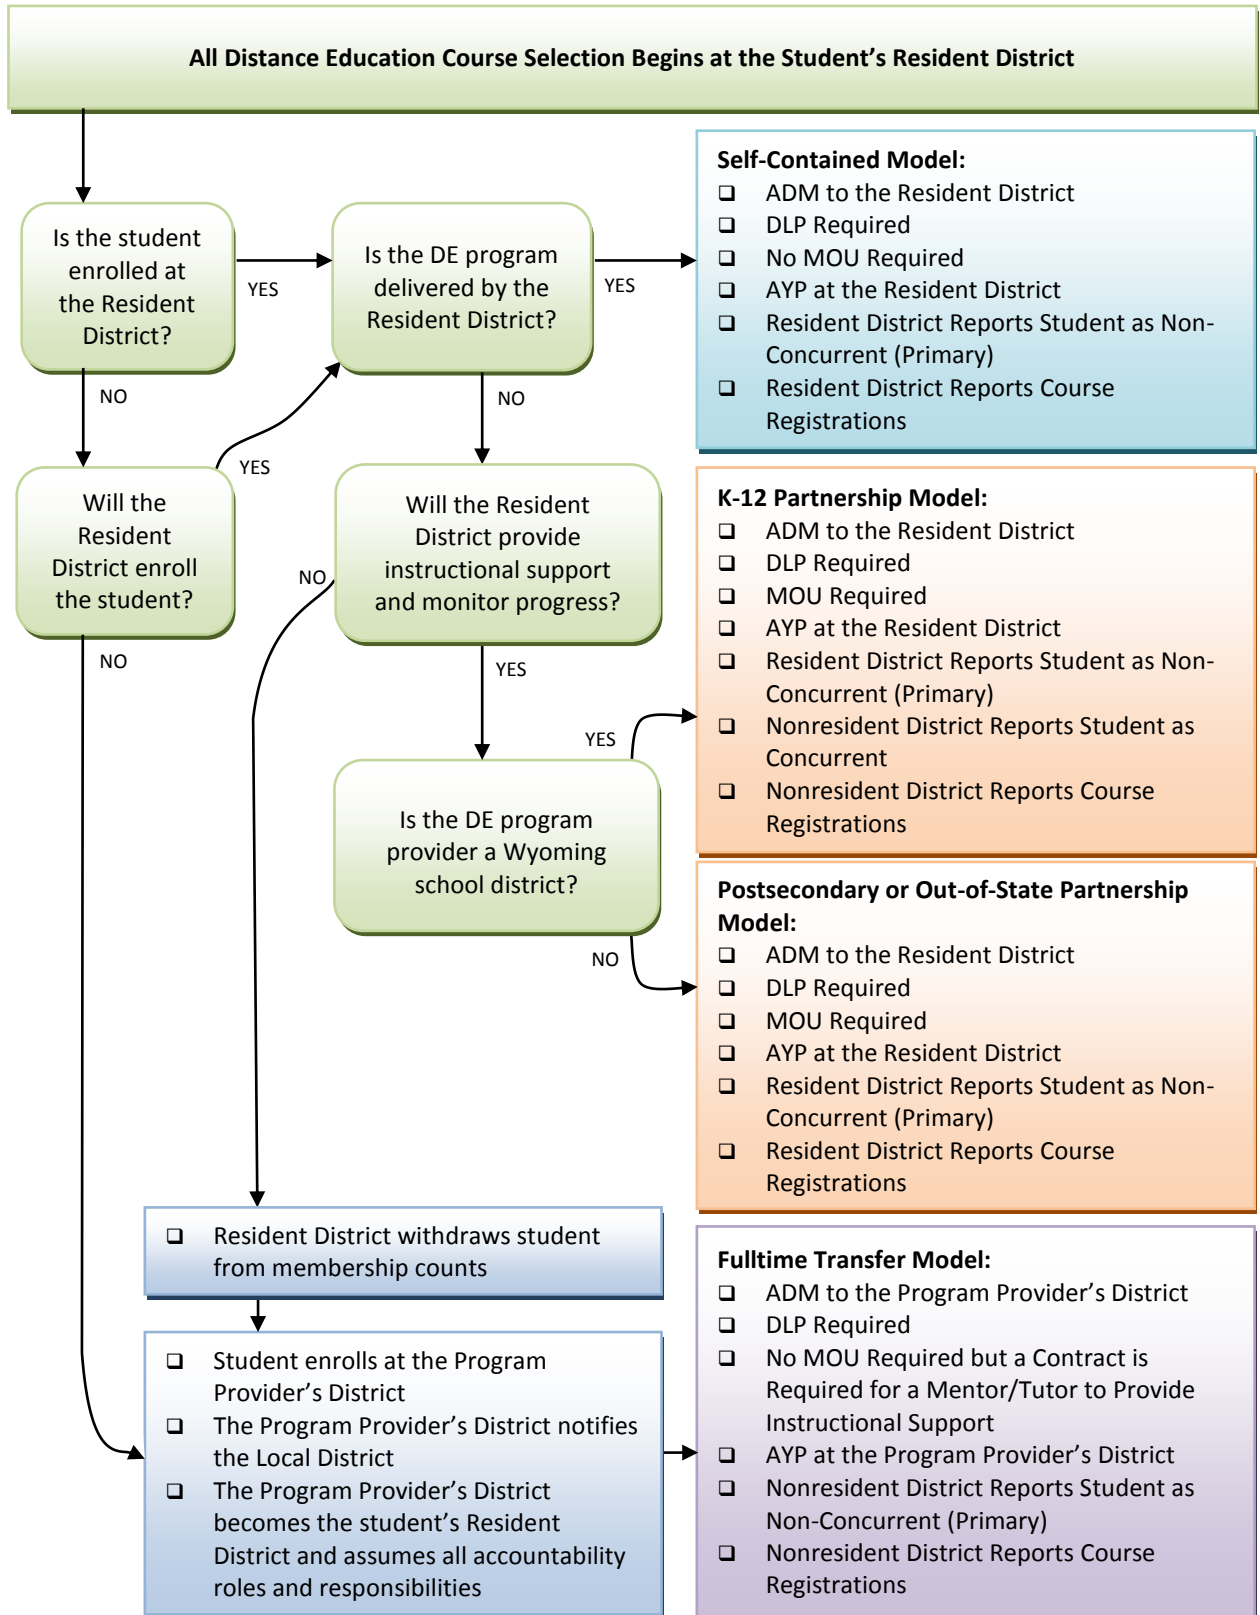 All Distance Education Course Selection Begins at the Student’s Resident District
Is the student
enrolled at
the Resident
District?
YES
NO
Is the DE program
delivered by the
Resident District?
YES
NO
Self-Contained Model:
❑ ADM to the Resident District
❑ DLP Required
❑ No MOU Required
❑ AYP at the Resident District
❑ Resident District Reports Student as Non-
Concurrent (Primary)
❑ Resident District Reports Course
Registrations
Will the
Resident
District enroll
the student?
YES
NO
Will the Resident
District provide
instructional support
and monitor progress?
NO
YES
K-12 Partnership Model:
❑ ADM to the Resident District
❑ DLP Required
❑ MOU Required
❑ AYP at the Resident District
❑ Resident District Reports Student as Non-
Concurrent (Primary)
❑ Nonresident District Reports Student as
Concurrent
❑ Nonresident District Reports Course
Registrations
Is the DE program
provider a Wyoming
school district?
YES
NO
Postsecondary or Out-of-State Partnership
Model:
❑ ADM to the Resident District
❑ DLP Required
❑ MOU Required
❑ AYP at the Resident District
❑ Resident District Reports Student as Non-
Concurrent (Primary)
❑ Resident District Reports Course
Registrations
❑ Resident District withdraws student
from membership counts
❑ Student enrolls at the Program
Provider’s District
❑ The Program Provider’s District notifies
the Local District
❑ The Program Provider’s District
becomes the student’s Resident
District and assumes all accountability
roles and responsibilities
Fulltime Transfer Model:
❑ ADM to the Program Provider’s District
❑ DLP Required
❑ No MOU Required but a Contract is
Required for a Mentor/Tutor to Provide
Instructional Support
❑ AYP at the Program Provider’s District
❑ Nonresident District Reports Student as
Non-Concurrent (Primary)
❑ Nonresident District Reports Course
Registrations